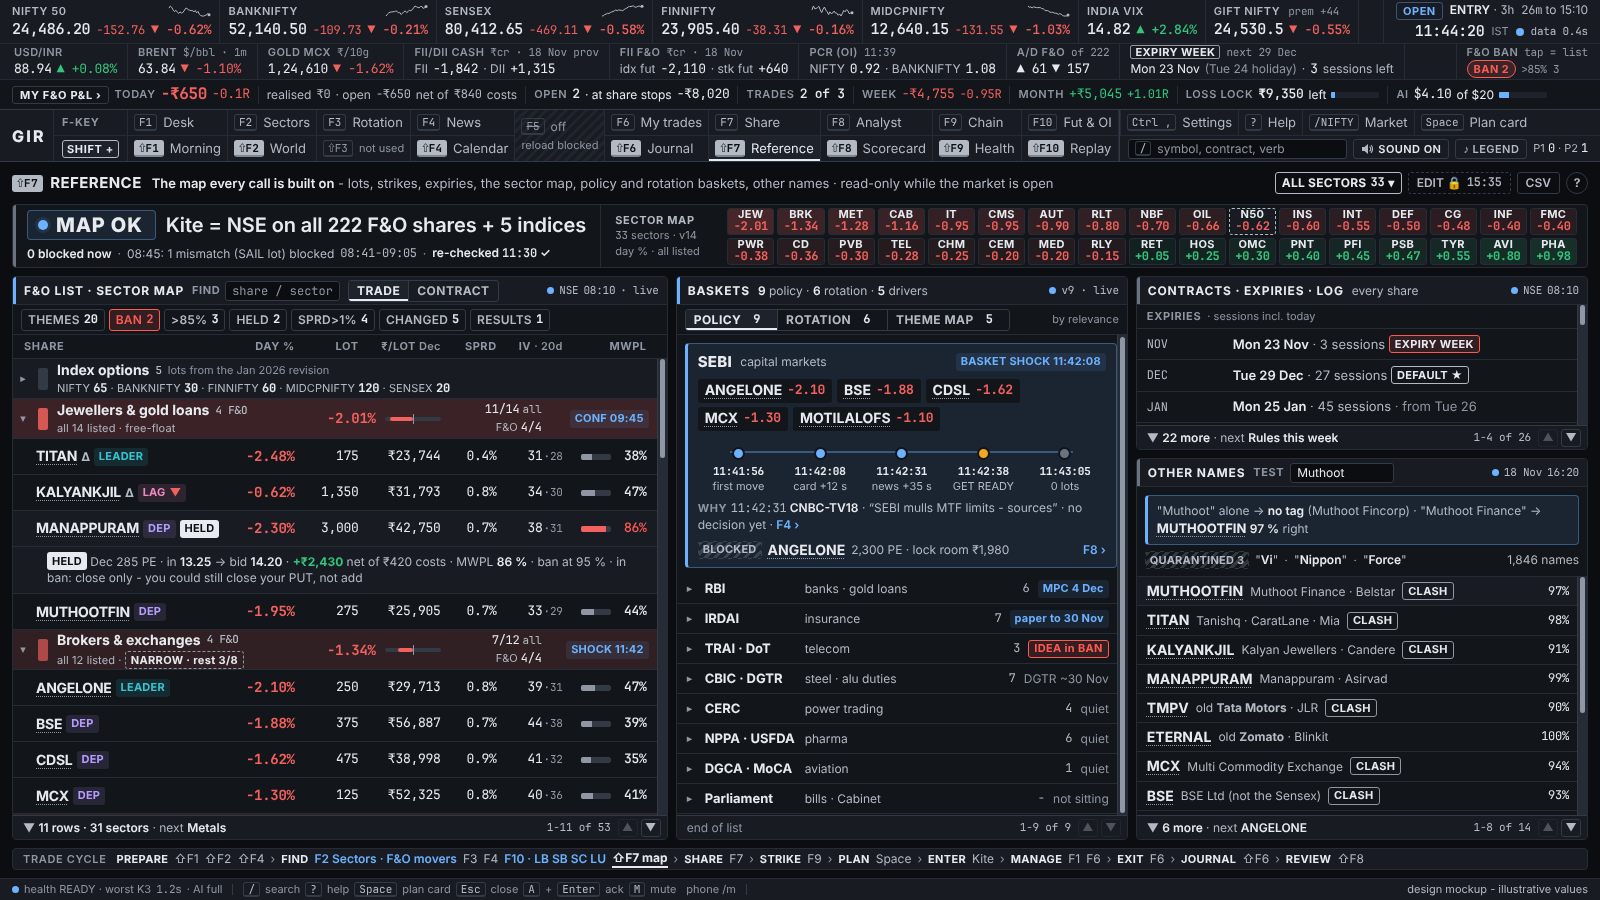 NIFTY 50
24,486.20 -152.76 ▼ -0.62%
BANKNIFTY
52,140.50 -109.73 ▼ -0.21%
SENSEX
80,412.65 -469.11 ▼ -0.58%
FINNIFTY
23,905.40 -38.31 ▼ -0.16%
MIDCPNIFTY
12,640.15 -131.55 ▼ -1.03%
INDIA VIX
14.82 ▲ +2.84%
GIFT NIFTY prem +44
24,530.5 ▼ -0.55%
OPEN ENTRY · 3h 26m to 15:10
11:44:20 IST ● data 0.4s
USD/INR
88.94 ▲ +0.08%
BRENT $/bbl · 1m
63.84 ▼ -1.10%
GOLD MCX ₹/10g
1,24,610 ▼ -1.62%
FII/DII CASH ₹cr · 18 Nov prov
FII -1,842 · DII +1,315
FII F&O ₹cr · 18 Nov
idx fut -2,110 · stk fut +640
PCR (OI) 11:39
NIFTY 0.92 · BANKNIFTY 1.08
A/D F&O of 222
▲ 61 ▼ 157
EXPIRY WEEK next 29 Dec
Mon 23 Nov (Tue 24 holiday) · 3 sessions left
F&O BAN tap = list
BAN 2 >85% 3
MY F&O P&L › TODAY -₹650 -0.1R realised ₹0 · open -₹650 net of ₹840 costs OPEN 2 · at share stops -₹8,020 TRADES 2 of 3 WEEK -₹4,755 -0.95R MONTH +₹5,045 +1.01R LOSS LOCK ₹9,350 left AI $4.10 of $20
GIR
F-KEY F1 Desk F2 Sectors F3 Rotation F4 News F5 off F6 My trades F7 Share F8 Analyst F9 Chain F10 Fut & OI Ctrl , Settings ? Help /NIFTY Market Space Plan card
SHIFT + ⇧F1 Morning ⇧F2 World ⇧F3 not used ⇧F4 Calendar reload blocked ⇧F6 Journal ⇧F7 Reference ⇧F8 Scorecard ⇧F9 Health ⇧F10 Replay / symbol, contract, verb SOUND ON ♪ LEGEND P1 0 · P2 1
⇧F7 REFERENCE The map every call is built on - lots, strikes, expiries, the sector map, policy and rotation baskets, other names · read-only while the market is open ALL SECTORS 33 ▾ EDIT 🔒 15:35 CSV ?
● MAP OK Kite = NSE on all 222 F&O shares + 5 indices
0 blocked now · 08:45: 1 mismatch (SAIL lot) blocked 08:41-09:05 · re-checked 11:30 ✓
SECTOR MAP
33 sectors · v14
day % · all listed
JEW BRK MET CAB IT CMS AUT RLT NBF OIL N50 INS INT DEF CG INF FMC
-2.01 -1.34 -1.28 -1.16 -0.95 -0.95 -0.90 -0.80 -0.70 -0.66 -0.62 -0.60 -0.55 -0.50 -0.48 -0.40 -0.40
PWR CD PVB TEL CHM CEM MED RLY RET HOS OMC PNT PFI PSB TYR AVI PHA
-0.38 -0.36 -0.30 -0.28 -0.25 -0.20 -0.20 -0.15 +0.05 +0.25 +0.30 +0.40 +0.45 +0.47 +0.55 +0.80 +0.98
F&O LIST · SECTOR MAP FIND share / sector TRADE CONTRACT ● NSE 08:10 · live
THEMES 20 BAN 2 >85% 3 HELD 2 SPRD>1% 4 CHANGED 5 RESULTS 1
SHARE DAY % LOT ₹/LOT Dec SPRD IV · 20d MWPL
▸ Index options 5 lots from the Jan 2026 revision
NIFTY 65 · BANKNIFTY 30 · FINNIFTY 60 · MIDCPNIFTY 120 · SENSEX 20
▾ Jewellers & gold loans 4 F&O
all 14 listed · free-float
-2.01% 11/14 all
F&O 4/4
CONF 09:45
TITAN Δ LEADER -2.48% 175 ₹23,744 0.4% 31·28 38%
KALYANKJIL Δ LAG ▼ -0.62% 1,350 ₹31,793 0.8% 34·30 47%
MANAPPURAM DEP HELD -2.30% 3,000 ₹42,750 0.7% 38·31 86%
HELD Dec 285 PE · in 13.25 → bid 14.20 · +₹2,430 net of ₹420 costs · MWPL 86 % · ban at 95 % · in
ban: close only - you could still close your PUT, not add
MUTHOOTFIN DEP -1.95% 275 ₹25,905 0.7% 33·29 44%
▾ Brokers & exchanges 4 F&O
all 12 listed · NARROW · rest 3/8
-1.34% 7/12 all
F&O 4/4
SHOCK 11:42
ANGELONE LEADER -2.10% 250 ₹29,713 0.8% 39·31 47%
BSE DEP -1.88% 375 ₹56,887 0.7% 44·38 39%
CDSL DEP -1.62% 475 ₹38,998 0.9% 41·32 35%
MCX DEP -1.30% 125 ₹52,325 0.8% 40·36 41%
▼ 11 rows · 31 sectors · next Metals 1-11 of 53 ▲ ▼
BASKETS 9 policy · 6 rotation · 5 drivers ● v9 · live
POLICY 9 ROTATION 6 THEME MAP 5 by relevance
SEBI capital markets BASKET SHOCK 11:42:08
ANGELONE -2.10 BSE -1.88 CDSL -1.62
MCX -1.30 MOTILALOFS -1.10
11:41:56 11:42:08 11:42:31 11:42:38 11:43:05
first move card +12 s news +35 s GET READY 0 lots
WHY 11:42:31 CNBC-TV18 · "SEBI mulls MTF limits - sources" · no
decision yet · F4 ›
BLOCKED ANGELONE 2,300 PE · lock room ₹1,980 F8 ›
▸ RBI banks · gold loans 6 MPC 4 Dec
▸ IRDAI insurance 7 paper to 30 Nov
▸ TRAI · DoT telecom 3 IDEA in BAN
▸ CBIC · DGTR steel · alu duties 7 DGTR ~30 Nov
▸ CERC power trading 4 quiet
▸ NPPA · USFDA pharma 6 quiet
▸ DGCA · MoCA aviation 1 quiet
▸ Parliament bills · Cabinet - not sitting
end of list 1-9 of 9 ▲ ▼
CONTRACTS · EXPIRIES · LOG every share ● NSE 08:10
EXPIRIES · sessions incl. today
NOV Mon 23 Nov · 3 sessions EXPIRY WEEK
DEC Tue 29 Dec · 27 sessions DEFAULT ★
JAN Mon 25 Jan · 45 sessions · from Tue 26
▼ 22 more · next Rules this week 1-4 of 26 ▲ ▼
OTHER NAMES TEST Muthoot ● 18 Nov 16:20
"Muthoot" alone → no tag (Muthoot Fincorp) · "Muthoot Finance" →
MUTHOOTFIN 97 % right
QUARANTINED 3 "Vi" · "Nippon" · "Force" 1,846 names
MUTHOOTFIN Muthoot Finance · Belstar CLASH 97%
TITAN Tanishq · CaratLane · Mia CLASH 98%
KALYANKJIL Kalyan Jewellers · Candere CLASH 91%
MANAPPURAM Manappuram · Asirvad 99%
TMPV old Tata Motors · JLR CLASH 90%
ETERNAL old Zomato · Blinkit 100%
MCX Multi Commodity Exchange CLASH 94%
BSE BSE Ltd (not the Sensex) CLASH 93%
▼ 6 more · next ANGELONE 1-8 of 14 ▲ ▼
TRADE CYCLE PREPARE ⇧F1 ⇧F2 ⇧F4 › FIND F2 Sectors · F&O movers F3 F4 F10 · LB SB SC LU ⇧F7 map › SHARE F7 › STRIKE F9 › PLAN Space › ENTER Kite › MANAGE F1 F6 › EXIT F6 › JOURNAL ⇧F6 › REVIEW ⇧F8
● health READY · worst K3 1.2s · AI full / search ? help Space plan card Esc close A + Enter ack M mute phone /m design mockup - illustrative values